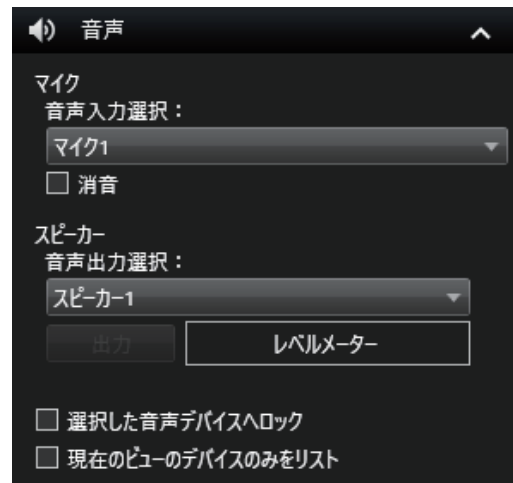 音声
マイク
音声入力選択：
マイク1
消音
スピーカー
音声出力選択：
スピーカー1
出力
レベルメーター
選択した音声デバイスへロック
現在のビューのデバイスのみをリスト